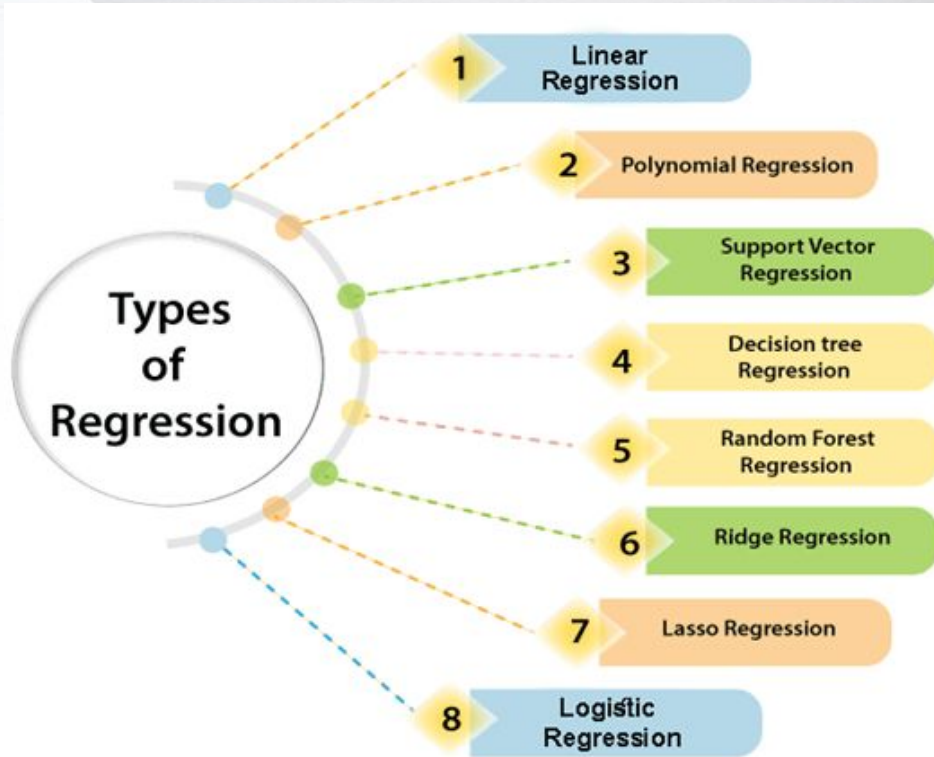 Types
of
Regression
1
Linear
Regression
2
Polynomial Regression
3
Support Vector
Regression
4
Decision tree
Regression
5
Random Forest
Regression
6
Ridge Regression
7
Lasso Regression
8
Logistic
Regression